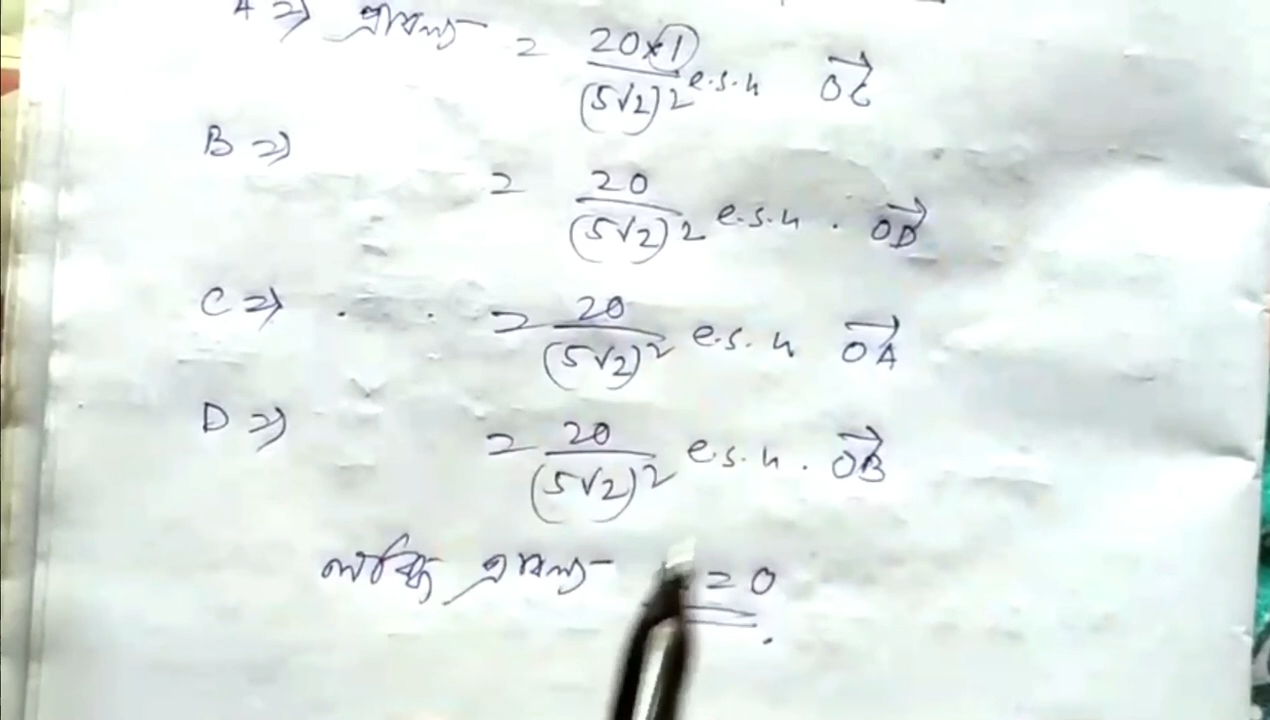 A ⇒ প্রাবল্য = 20×1/(5√2)² e.s.u OC→
B ⇒ = 20/(5√2)² e.s.u. OD→
C ⇒ = 20/(5√2)² e.s.u OA→
D ⇒ = 20/(5√2)² e.s.u. OB→
লব্ধি প্রাবল্য = 0